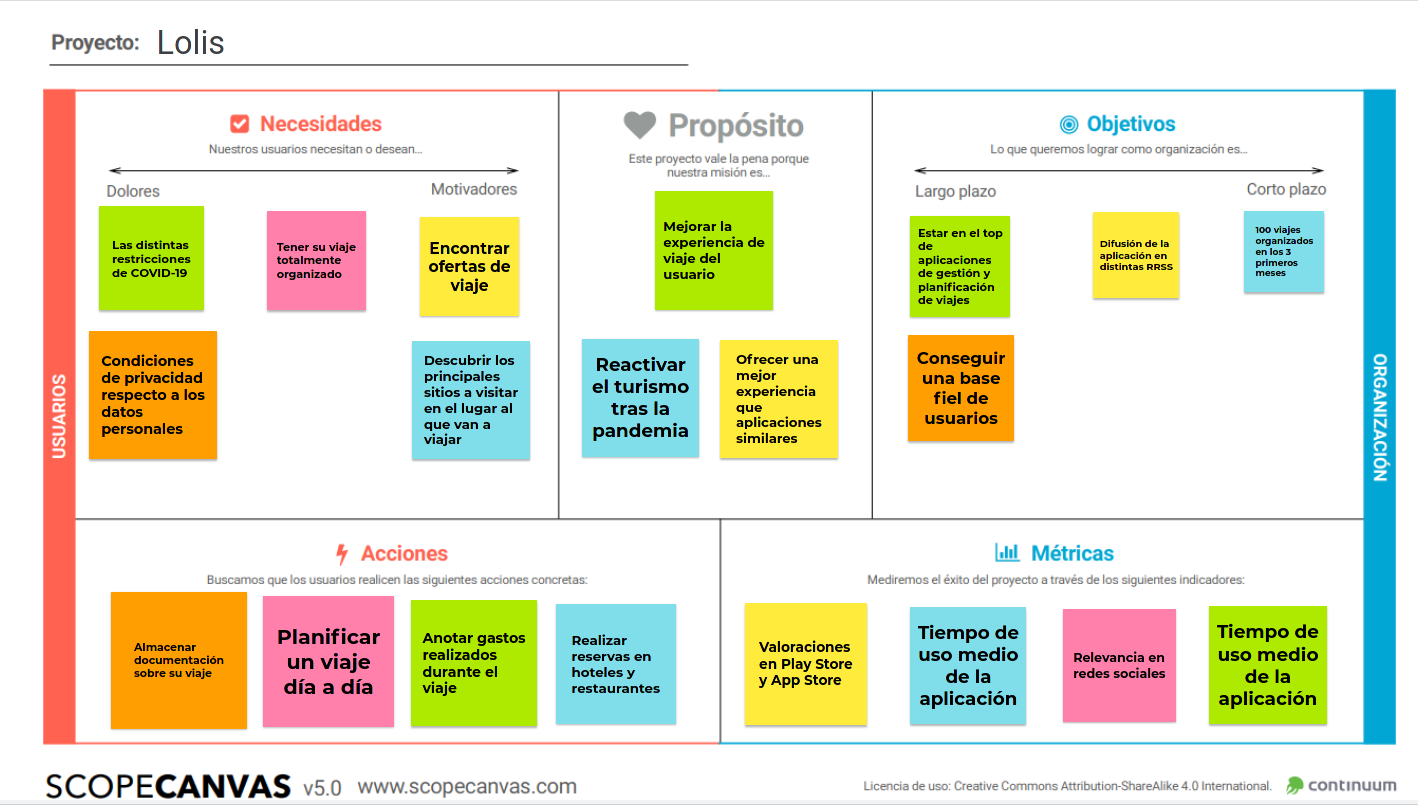 Proyecto: Lolis
Necesidades
Nuestros usuarios necesitan o desean...
Dolores
Motivadores
Las distintas
restricciones
de COVID-19
Tener su viaje
totalmente
organizado
Encontrar
ofertas de
viaje
Condiciones
de privacidad
respecto a los
datos
personales
Descubrir los
principales
sitios a visitar
en el lugar al
que van a
viajar
Propósito
Este proyecto vale la pena porque
nuestra misión es...
Mejorar la
experiencia de
viaje del
usuario
Reactivar
el turismo
tras la
pandemia
Ofrecer una
mejor
experiencia
que
aplicaciones
similares
Objetivos
Lo que queremos lograr como organización es...
Largo plazo
Corto plazo
Estar en el top
de
aplicaciones
de gestión y
planificación
de viajes
Difusión de la
aplicación en
distintas RRSS
100 viajes
organizados
en los 3
primeros
meses
Conseguir
una base
fiel de
usuarios
USUARIOS
ORGANIZACIÓN
Acciones
Buscamos que los usuarios realicen las siguientes acciones concretas:
Almacenar
documentación
sobre su viaje
Planificar
un viaje
día a día
Anotar gastos
realizados
durante el
viaje
Realizar
reservas en
hoteles y
restaurantes
Métricas
Mediremos el éxito del proyecto a través de los siguientes indicadores:
Valoraciones
en Play Store
y App Store
Tiempo de
uso medio
de la
aplicación
Relevancia en
redes sociales
Tiempo de
uso medio
de la
aplicación
SCOPECANVAS v5.0 www.scopecanvas.com
Licencia de uso: Creative Commons Attribution-ShareAlike 4.0 International.
continuum